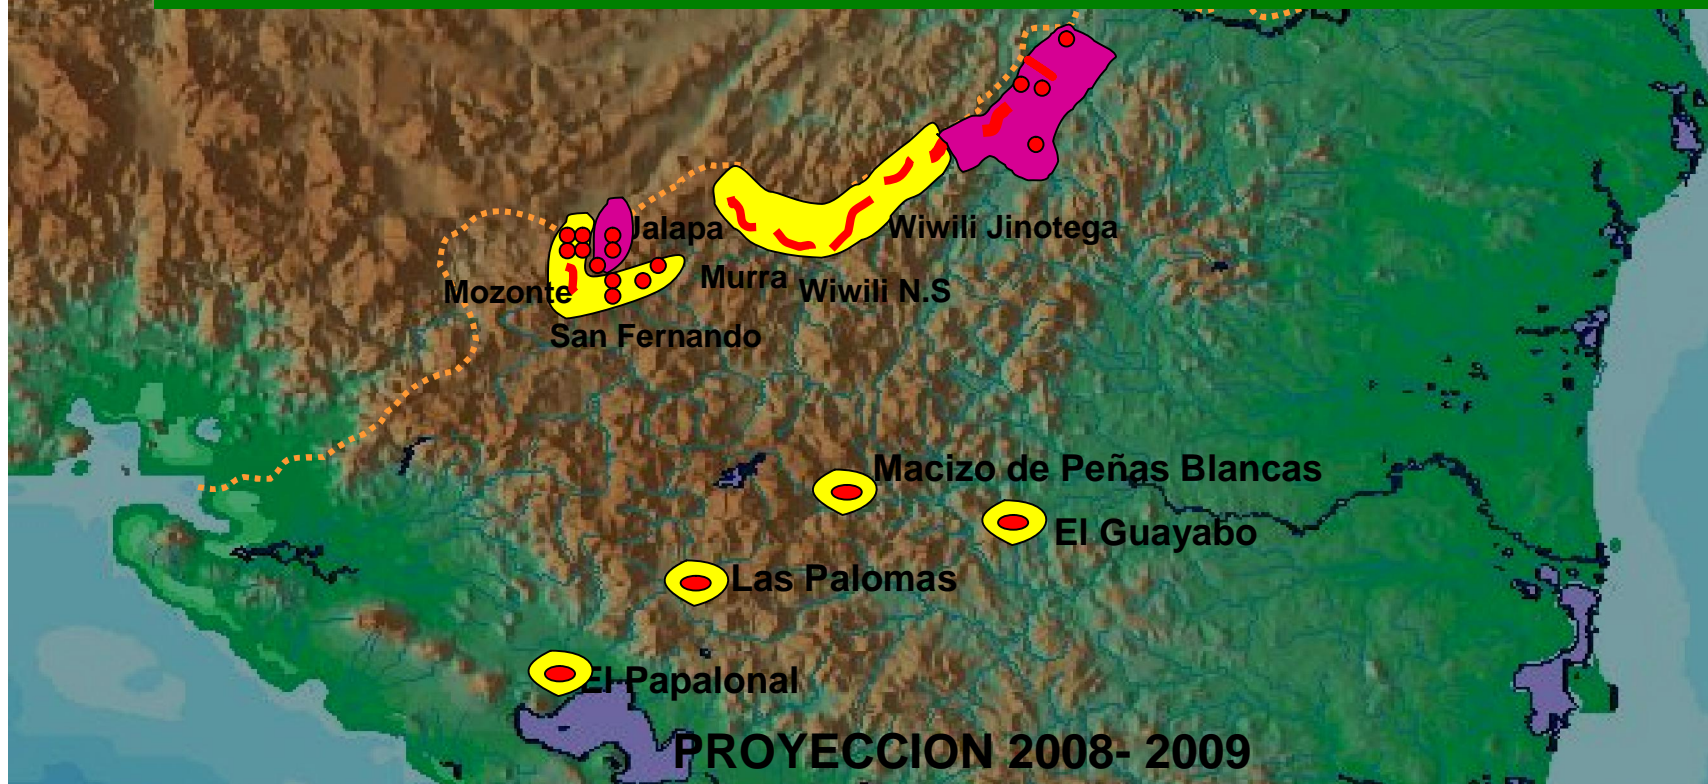 Jalapa
Wiwili Jinotega
Murra
Wiwili N.S
Mozonte
San Fernando
Macizo de Peñas Blancas
El Guayabo
Las Palomas
El Papalonal
PROYECCION 2008- 2009